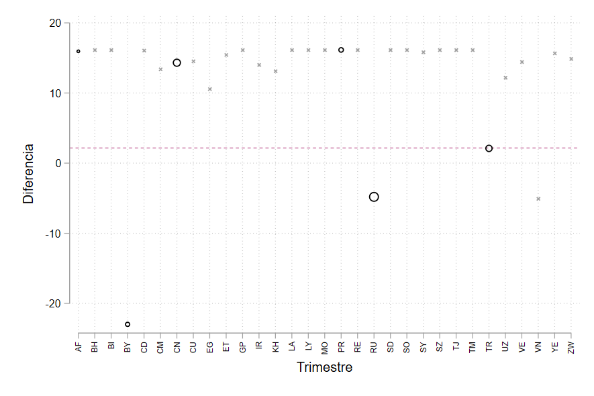 20
10
0
-10
-20
Diferencia
AF BH BI BY CD CM CN CU EG ET GP IR KH LA LY MO PR RE RU SD SO SY SZ TJ TM TR UZ VE VN YE ZW
Trimestre